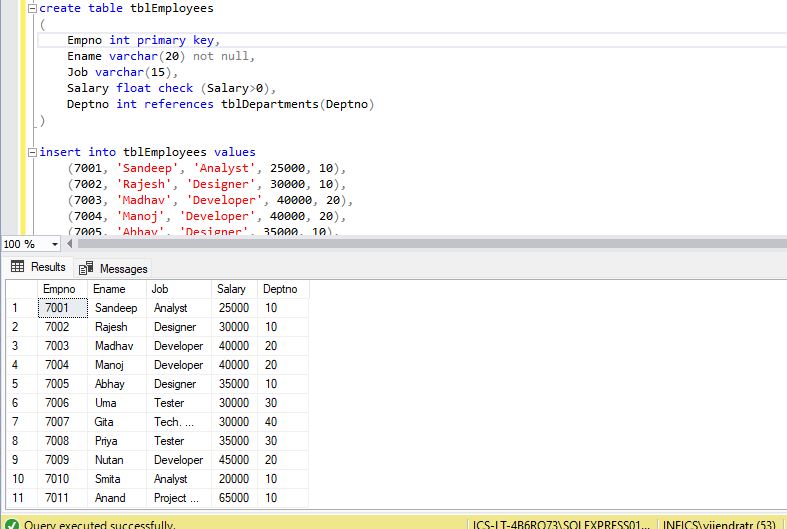 create table tblEmployees
(
Empno int primary key,
Ename varchar(20) not null,
Job varchar(15),
Salary float check (Salary>0),
Deptno int references tblDepartments(Deptno)
)
insert into tblEmployees values
(7001, 'Sandeep', 'Analyst', 25000, 10),
(7002, 'Rajesh', 'Designer', 30000, 10),
(7003, 'Madhav', 'Developer', 40000, 20),
(7004, 'Manoj', 'Developer', 40000, 20),
(7005, 'Abhay', 'Designer', 35000, 10),
100 %
Results Messages
Empno Ename Job Salary Deptno
1 7001 Sandeep Analyst 25000 10
2 7002 Rajesh Designer 30000 10
3 7003 Madhav Developer 40000 20
4 7004 Manoj Developer 40000 20
5 7005 Abhay Designer 35000 10
6 7006 Uma Tester 30000 30
7 7007 Gita Tech. ... 30000 40
8 7008 Priya Tester 35000 30
9 7009 Nutan Developer 45000 20
10 7010 Smita Analyst 20000 10
11 7011 Anand Project ... 65000 10
Query executed successfully. ICS-LT-4B6RQ73\SQLEXPRESS01... (53)